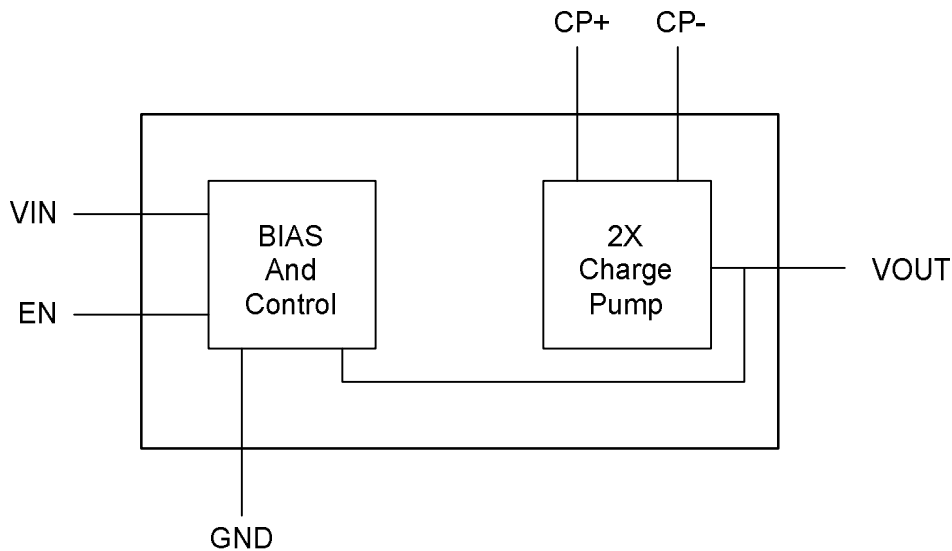 CP+ CP-
VIN
EN
BIAS
And
Control
2X
Charge
Pump
VOUT
GND